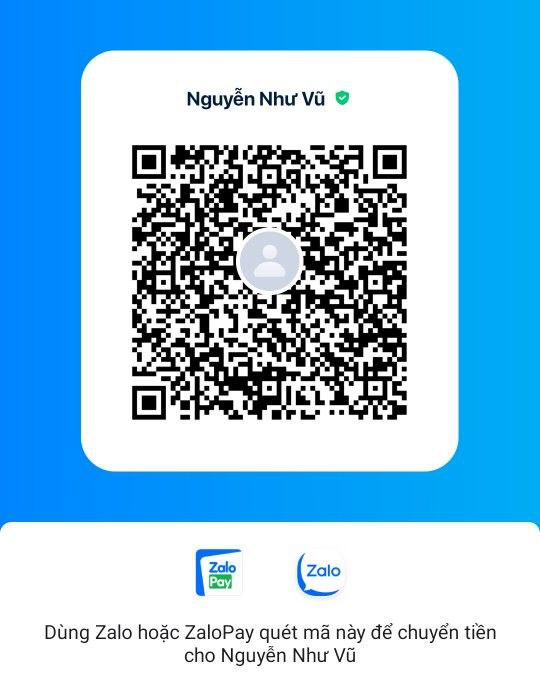 Nguyễn Như Vũ
Zalo
Pay
Zalo
Dùng Zalo hoặc ZaloPay quét mã này để chuyển tiền
cho Nguyễn Như Vũ